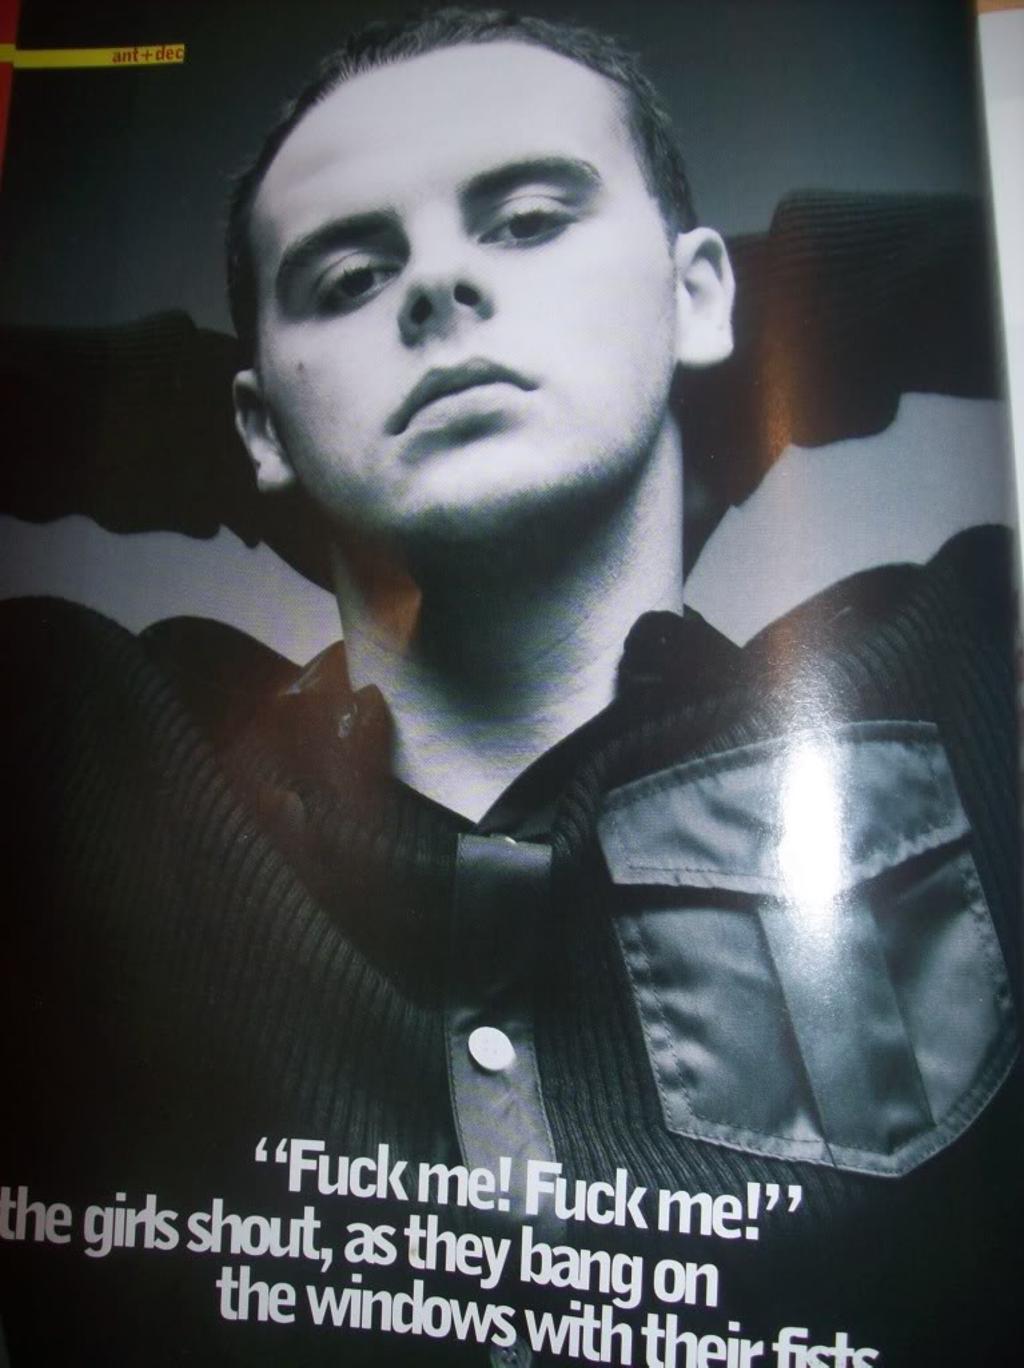 ant+dec
“Fuck me! Fuck me!”
the girls shout, as they bang on
the windows with their fists